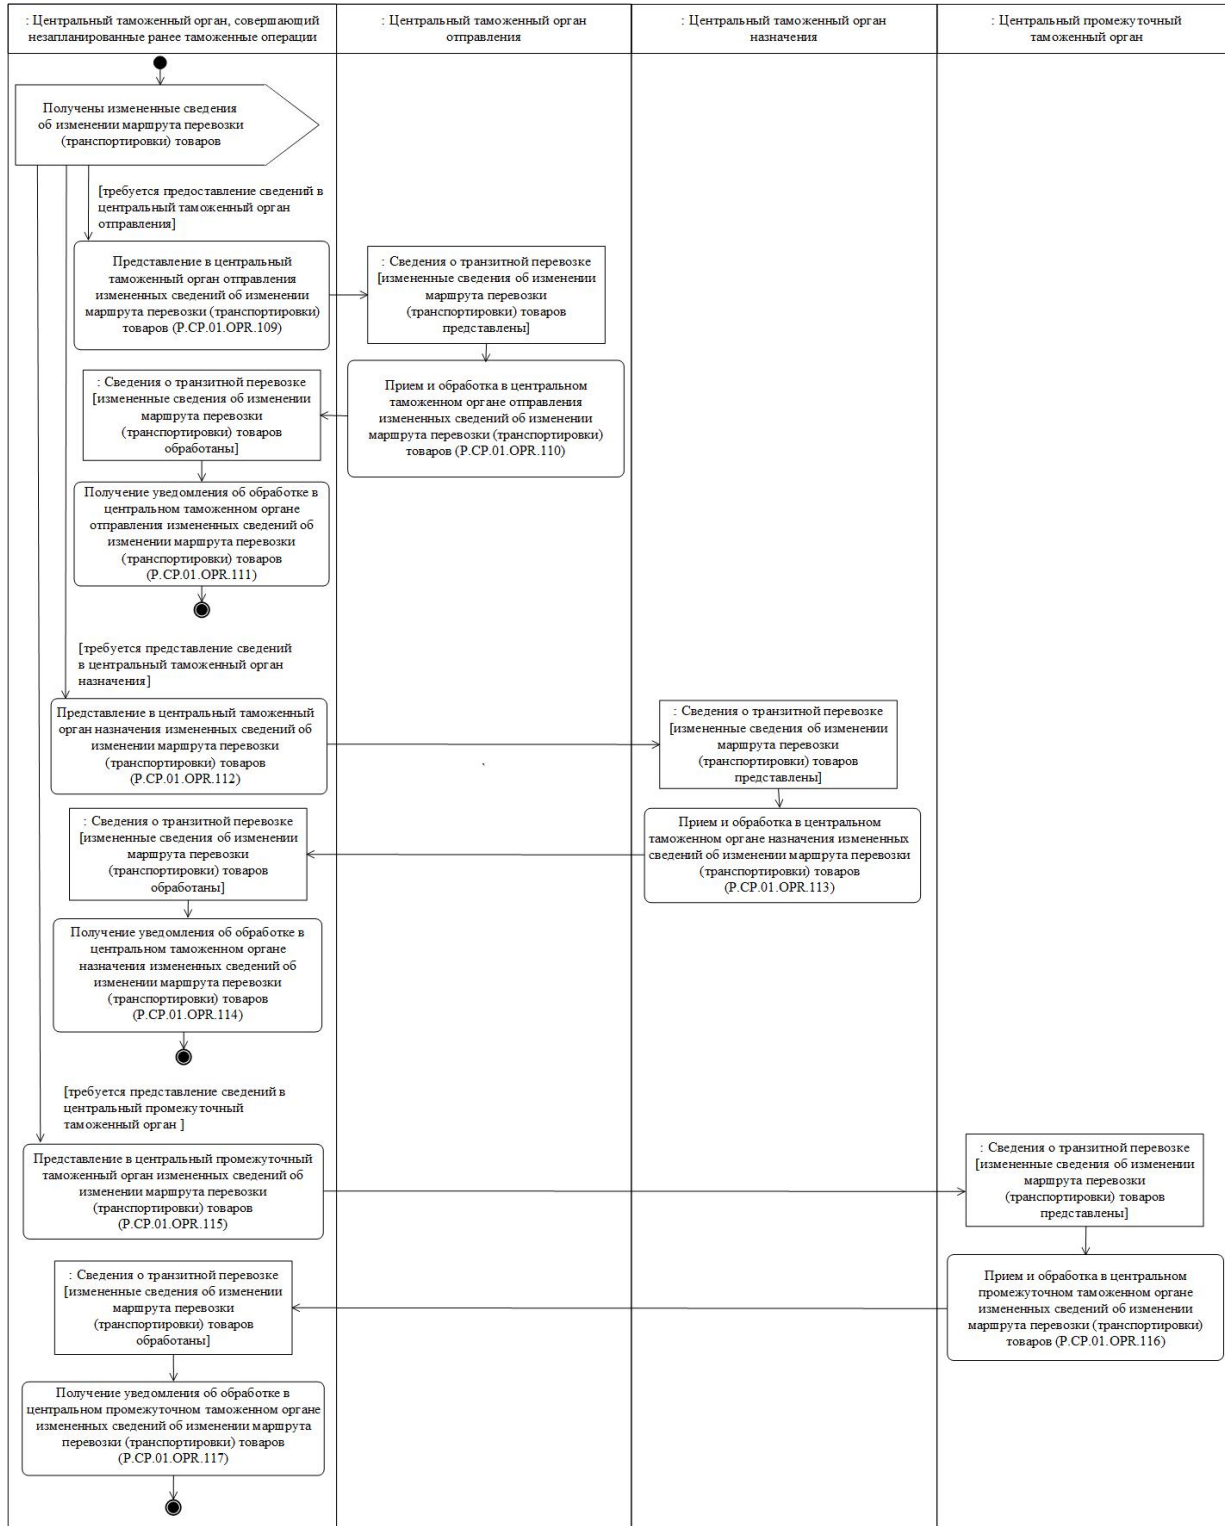 : Центральный таможенный орган, совершающий
незапланированные ранее таможенные операции
: Центральный таможенный орган
отправления
: Центральный таможенный орган
назначения
: Центральный промежуточный
таможенный орган
Получены измененные сведения
об изменении маршрута перевозки
(транспортировки) товаров
[требуется предоставление сведений в
центральный таможенный орган
отправления]
Представление в центральный
таможенный орган отправления
измененных сведений об изменении
маршрута перевозки (транспортировки)
товаров (P.CP.01.OPR.109)
: Сведения о транзитной перевозке
[измененные сведения об изменении
маршрута перевозки
(транспортировки) товаров
представлены]
Прием и обработка в центральном
таможенном органе отправления
измененных сведений об изменении
маршрута перевозки (транспортировки)
товаров (P.CP.01.OPR.110)
: Сведения о транзитной перевозке
[измененные сведения об изменении
маршрута перевозки
(транспортировки) товаров
обработаны]
Получение уведомления об обработке в
центральном таможенном органе
отправления измененных сведений об
изменении маршрута перевозки
(транспортировки) товаров
(P.CP.01.OPR.111)
[требуется представление сведений
в центральный таможенный орган
назначения]
Представление в центральный таможенный
орган назначения измененных сведений об
изменении маршрута перевозки
(транспортировки) товаров
(P.CP.01.OPR.112)
: Сведения о транзитной перевозке
[измененные сведения об изменении
маршрута перевозки
(транспортировки) товаров
представлены]
Прием и обработка в центральном
таможенном органе назначения измененных
сведений об изменении маршрута перевозки
(транспортировки) товаров
(P.CP.01.OPR.113)
: Сведения о транзитной перевозке
[измененные сведения об изменении
маршрута перевозки
(транспортировки) товаров
обработаны]
Получение уведомления об обработке в
центральном таможенном органе
назначения измененных сведений об
изменении маршрута перевозки
(транспортировки) товаров
(P.CP.01.OPR.114)
[требуется представление сведений в
центральный промежуточный
таможенный орган ]
Представление в центральный промежуточный
таможенный орган измененных сведений об
изменении маршрута перевозки
(транспортировки) товаров
(P.CP.01.OPR.115)
: Сведения о транзитной перевозке
[измененные сведения об изменении
маршрута перевозки
(транспортировки) товаров
представлены]
Прием и обработка в центральном
промежуточном таможенном органе
измененных сведений об изменении
маршрута перевозки (транспортировки)
товаров (P.CP.01.OPR.116)
: Сведения о транзитной перевозке
[измененные сведения об изменении
маршрута перевозки
(транспортировки) товаров
обработаны]
Получение уведомления об обработке в
центральном промежуточном таможенном органе
измененных сведений об изменении маршрута
перевозки (транспортировки) товаров
(P.CP.01.OPR.117)